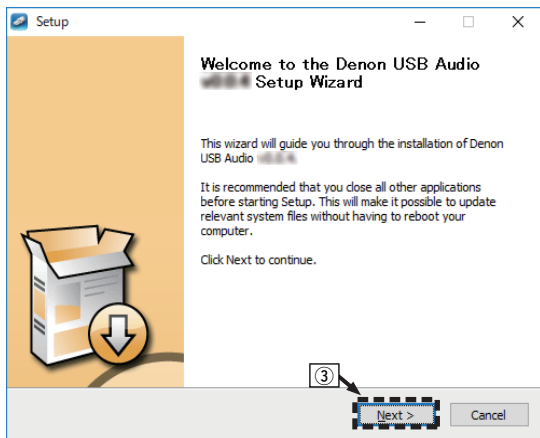 Setup
Welcome to the Denon USB Audio
Setup Wizard
This wizard will guide you through the installation of Denon
USB Audio
It is recommended that you close all other applications
before starting Setup. This will make it possible to update
relevant system files without having to reboot your
computer.
Click Next to continue.
③
Next > Cancel